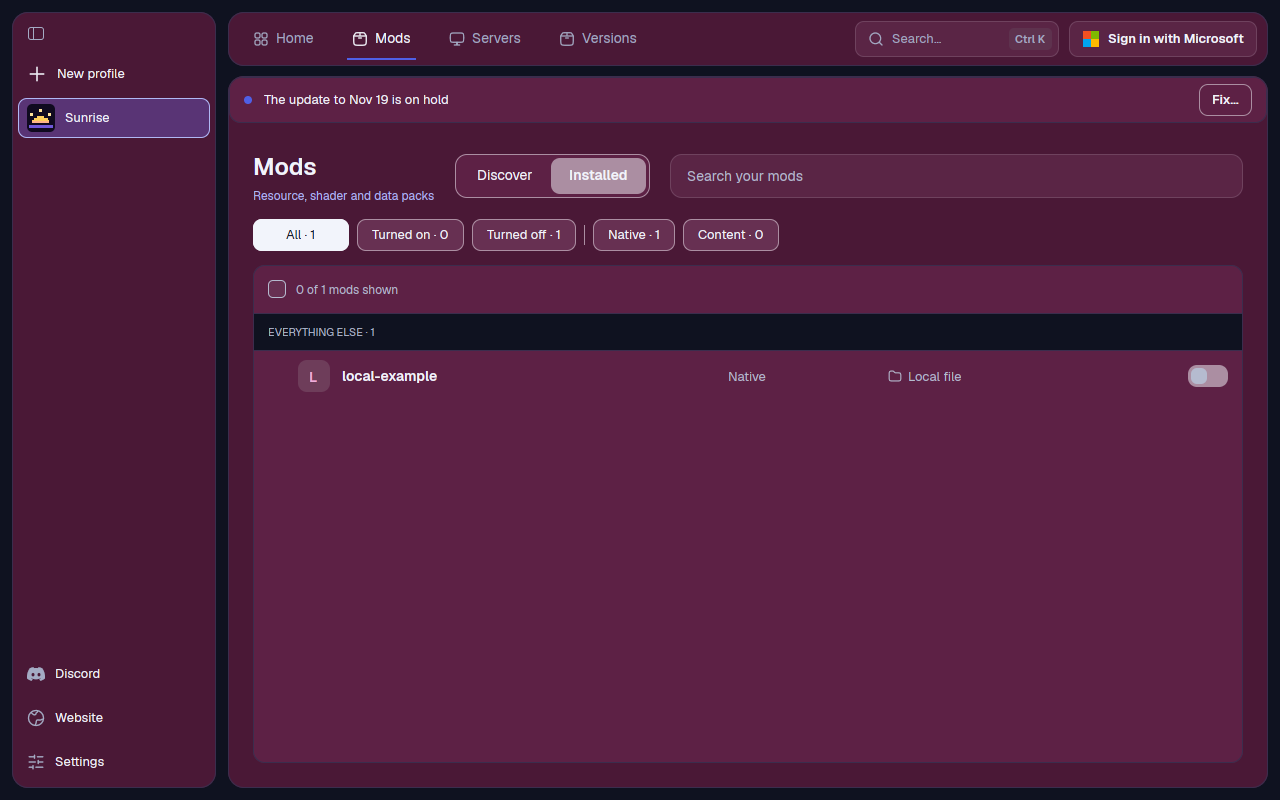 New profile
Sunrise
Discord
Website
Settings
Home
Mods
Servers
Versions
Search...
Ctrl K
Sign in with Microsoft
The update to Nov 19 is on hold
Fix...
Mods
Resource, shader and data packs
Discover
Installed
Search your mods
All · 1
Turned on · 0
Turned off · 1
Native · 1
Content · 0
0 of 1 mods shown
EVERYTHING ELSE · 1
L
local-example
Native
Local file